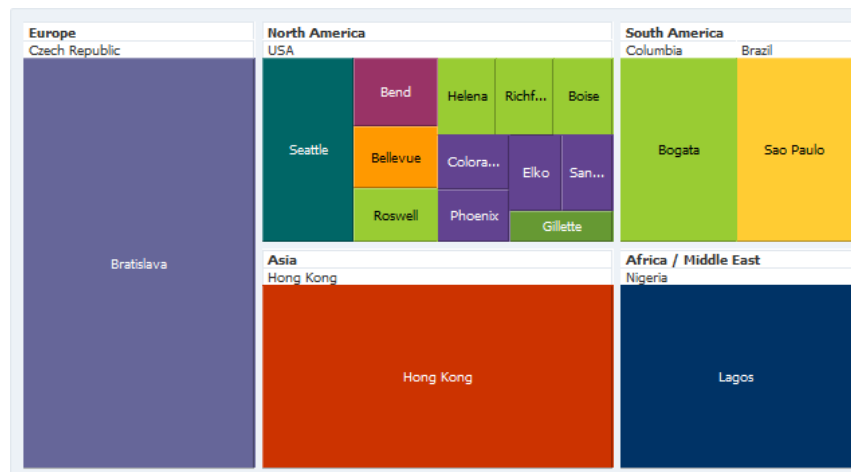 Europe
Czech Republic
Bratislava
North America
USA
Seattle
Bend
Bellevue
Roswell
Helena
Richf...
Boise
Colora...
Phoenix
Elko
San...
Gillette
South America
Columbia
Brazil
Bogata
Sao Paulo
Asia
Hong Kong
Hong Kong
Africa / Middle East
Nigeria
Lagos